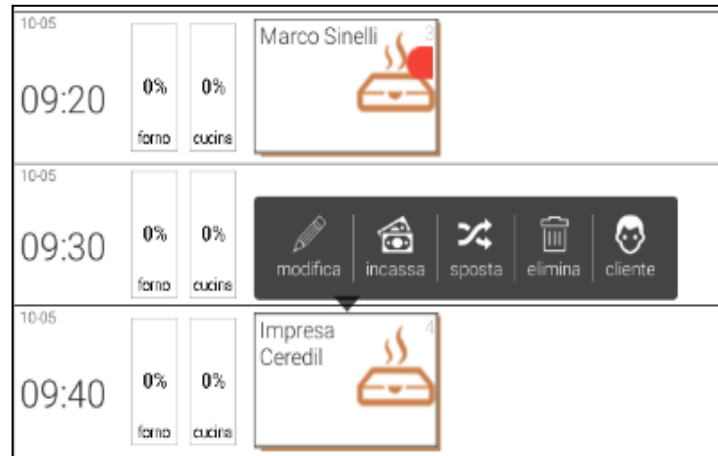 10-05
09:20
0%
forno
0%
cucina
Marco Sinelli
3
10-05
09:30
0%
forno
0%
cucina
modifica
incassa
sposta
elimina
cliente
10-05
09:40
0%
forno
0%
cucina
Impresa
Ceredil
4